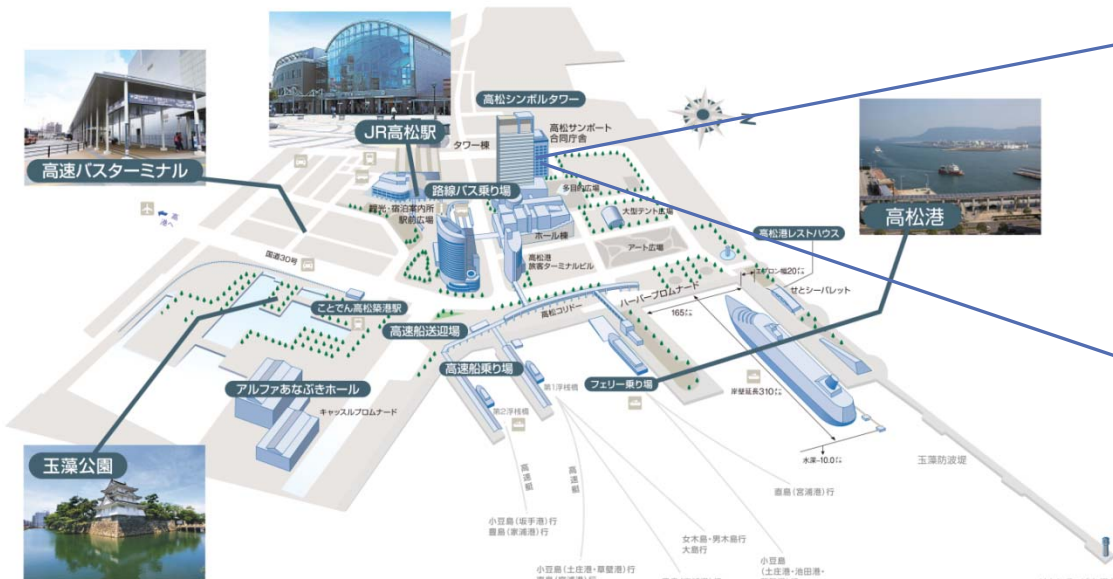 高松シンボルタワー
高松サンポート
合同庁舎
タワー棟
JR高松駅
高速バスターミナル
路線バス乗り場
多目的広場
大型テント広場
高松港
観光・宿泊案内所
駅前広場
ホール棟
アート広場
高松港レストハウス
高松港
旅客ターミナルビル
国道30号
せとシーパレット
ハーバープロムナード
165
ことでん高松築港駅
高松コリドー
高速船送迎場
高速船乗り場
フェリー乗り場
第1浮桟橋
岸壁延長310
アルファあなぶきホール
キャッスルプロムナード
第2浮桟橋
玉藻公園
水深-10.0
玉藻防波堤
高速艇
高速艇
直島(宮浦港)行
小豆島(坂手港)行
豊島(家浦港)行
女木島・男木島行
大島行
小豆島(土庄港・草壁港)行
小豆島
(土庄港・池田港・